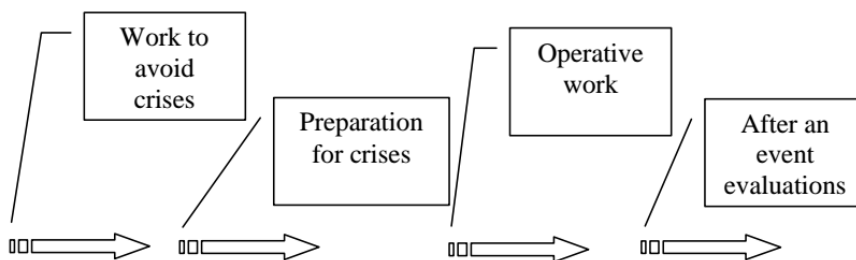 Work to
avoid
crises
Preparation
for crises
Operative
work
After an
event
evaluations